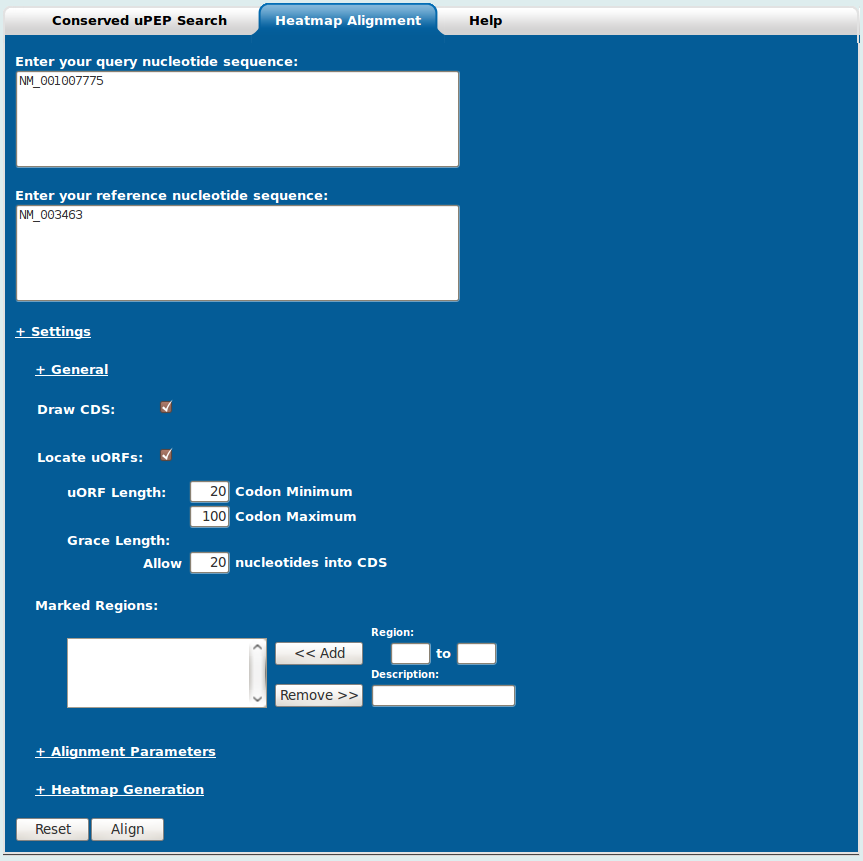 Conserved uPEP Search Heatmap Alignment Help
Enter your query nucleotide sequence:
NM_001007775
Enter your reference nucleotide sequence:
NM_003463
+ Settings
+ General
Draw CDS:
Locate uORFs:
uORF Length: 20 Codon Minimum
100 Codon Maximum
Grace Length:
Allow 20 nucleotides into CDS
Marked Regions:
Region:
<< Add to
Description:
Remove >>
+ Alignment Parameters
+ Heatmap Generation
Reset Align